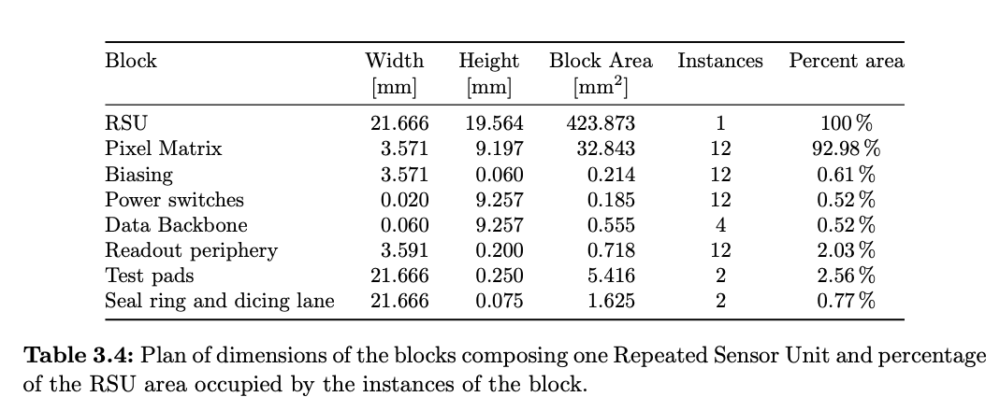 Block Width Height Block Area Instances Percent area
[mm] [mm] [mm²]
RSU 21.666 19.564 423.873 1 100 %
Pixel Matrix 3.571 9.197 32.843 12 92.98 %
Biasing 3.571 0.060 0.214 12 0.61 %
Power switches 0.020 9.257 0.185 12 0.52 %
Data Backbone 0.060 9.257 0.555 4 0.52 %
Readout periphery 3.591 0.200 0.718 12 2.03 %
Test pads 21.666 0.250 5.416 2 2.56 %
Seal ring and dicing lane 21.666 0.075 1.625 2 0.77 %
Table 3.4: Plan of dimensions of the blocks composing one Repeated Sensor Unit and percentage
of the RSU area occupied by the instances of the block.